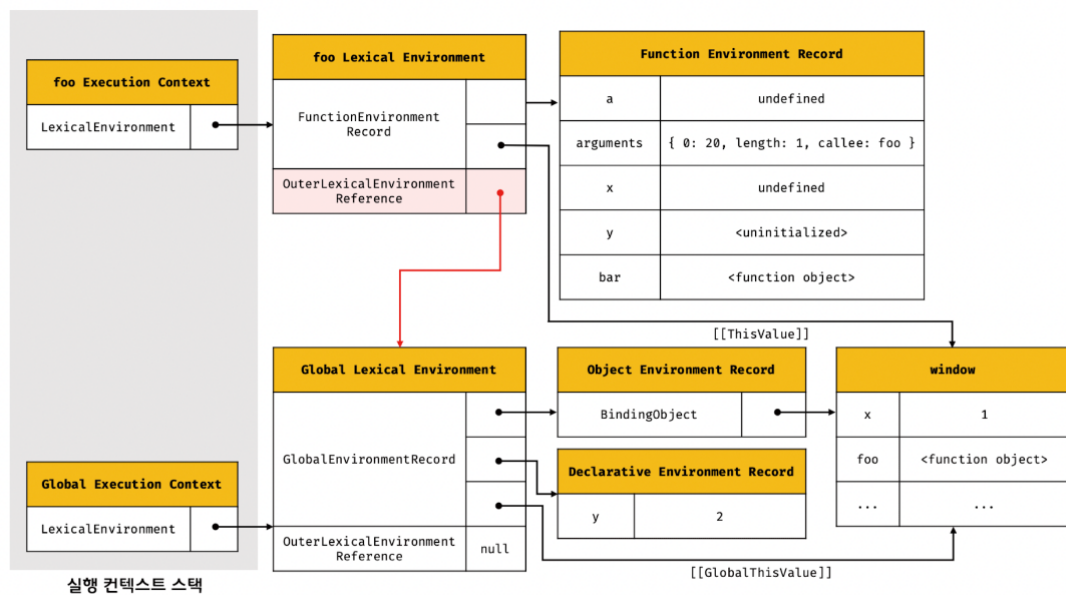 foo Execution Context
LexicalEnvironment
foo Lexical Environment
FunctionEnvironment
Record
OuterLexicalEnvironment
Reference
Function Environment Record
a
undefined
arguments
{ 0: 20, length: 1, callee: foo }
x
undefined
y
<uninitialized>
bar
<function object>
[[ThisValue]]
Global Execution Context
LexicalEnvironment
Global Lexical Environment
GlobalEnvironmentRecord
OuterLexicalEnvironment
Reference
null
Object Environment Record
BindingObject
Declarative Environment Record
y
2
window
x
1
foo
<function object>
...
...
[[GlobalThisValue]]
실행 컨텍스트 스택